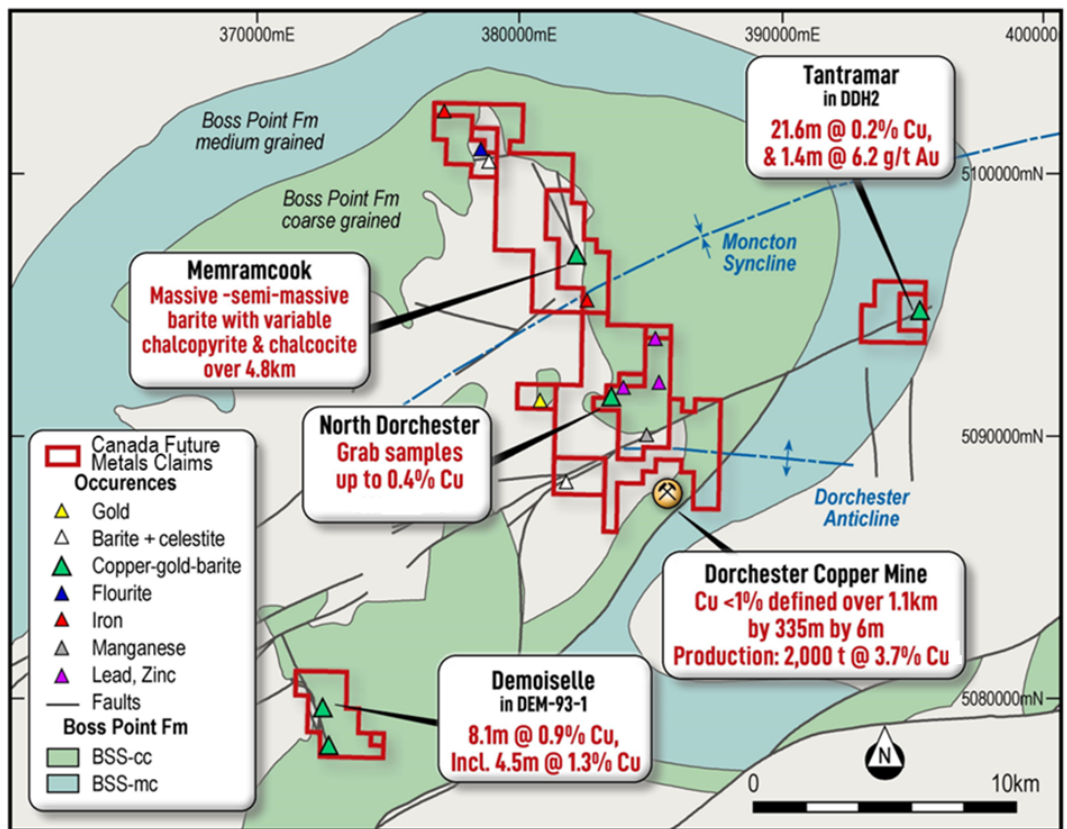 370000mE
380000mE
390000mE
400000
Tantramar
in DDH2
21.6m @ 0.2% Cu,
& 1.4m @ 6.2 g/t Au
Boss Point Fm
medium grained
5100000mN
Boss Point Fm
coarse grained
Moncton
Syncline
Memramcook
Massive -semi-massive
barite with variable
chalcopyrite & chalcocite
over 4.8km
North Dorchester
Grab samples
up to 0.4% Cu
5090000mN
Dorchester
Anticline
Canada Future
Metals Claims
Occurences
Gold
Barite + celestite
Copper-gold-barite
Flourite
Iron
Manganese
Lead, Zinc
Faults
Boss Point Fm
BSS-cc
BSS-mc
Dorchester Copper Mine
Cu <1% defined over 1.1km
by 335m by 6m
Production: 2,000 t @ 3.7% Cu
Demoiselle
in DEM-93-1
8.1m @ 0.9% Cu,
Incl. 4.5m @ 1.3% Cu
5080000mN
N
0
10km